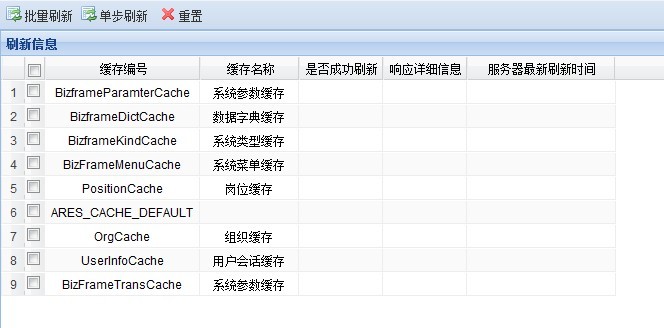 批量刷新 单步刷新 重置
刷新信息
缓存编号 缓存名称 是否成功刷新 响应详细信息 服务器最新刷新时间
1 BizframeParamterCache 系统参数缓存
2 BizframeDictCache 数据字典缓存
3 BizframeKindCache 系统类型缓存
4 BizFrameMenuCache 系统菜单缓存
5 PositionCache 岗位缓存
6 ARES_CACHE_DEFAULT
7 OrgCache 组织缓存
8 UserInfoCache 用户会话缓存
9 BizFrameTransCache 系统参数缓存